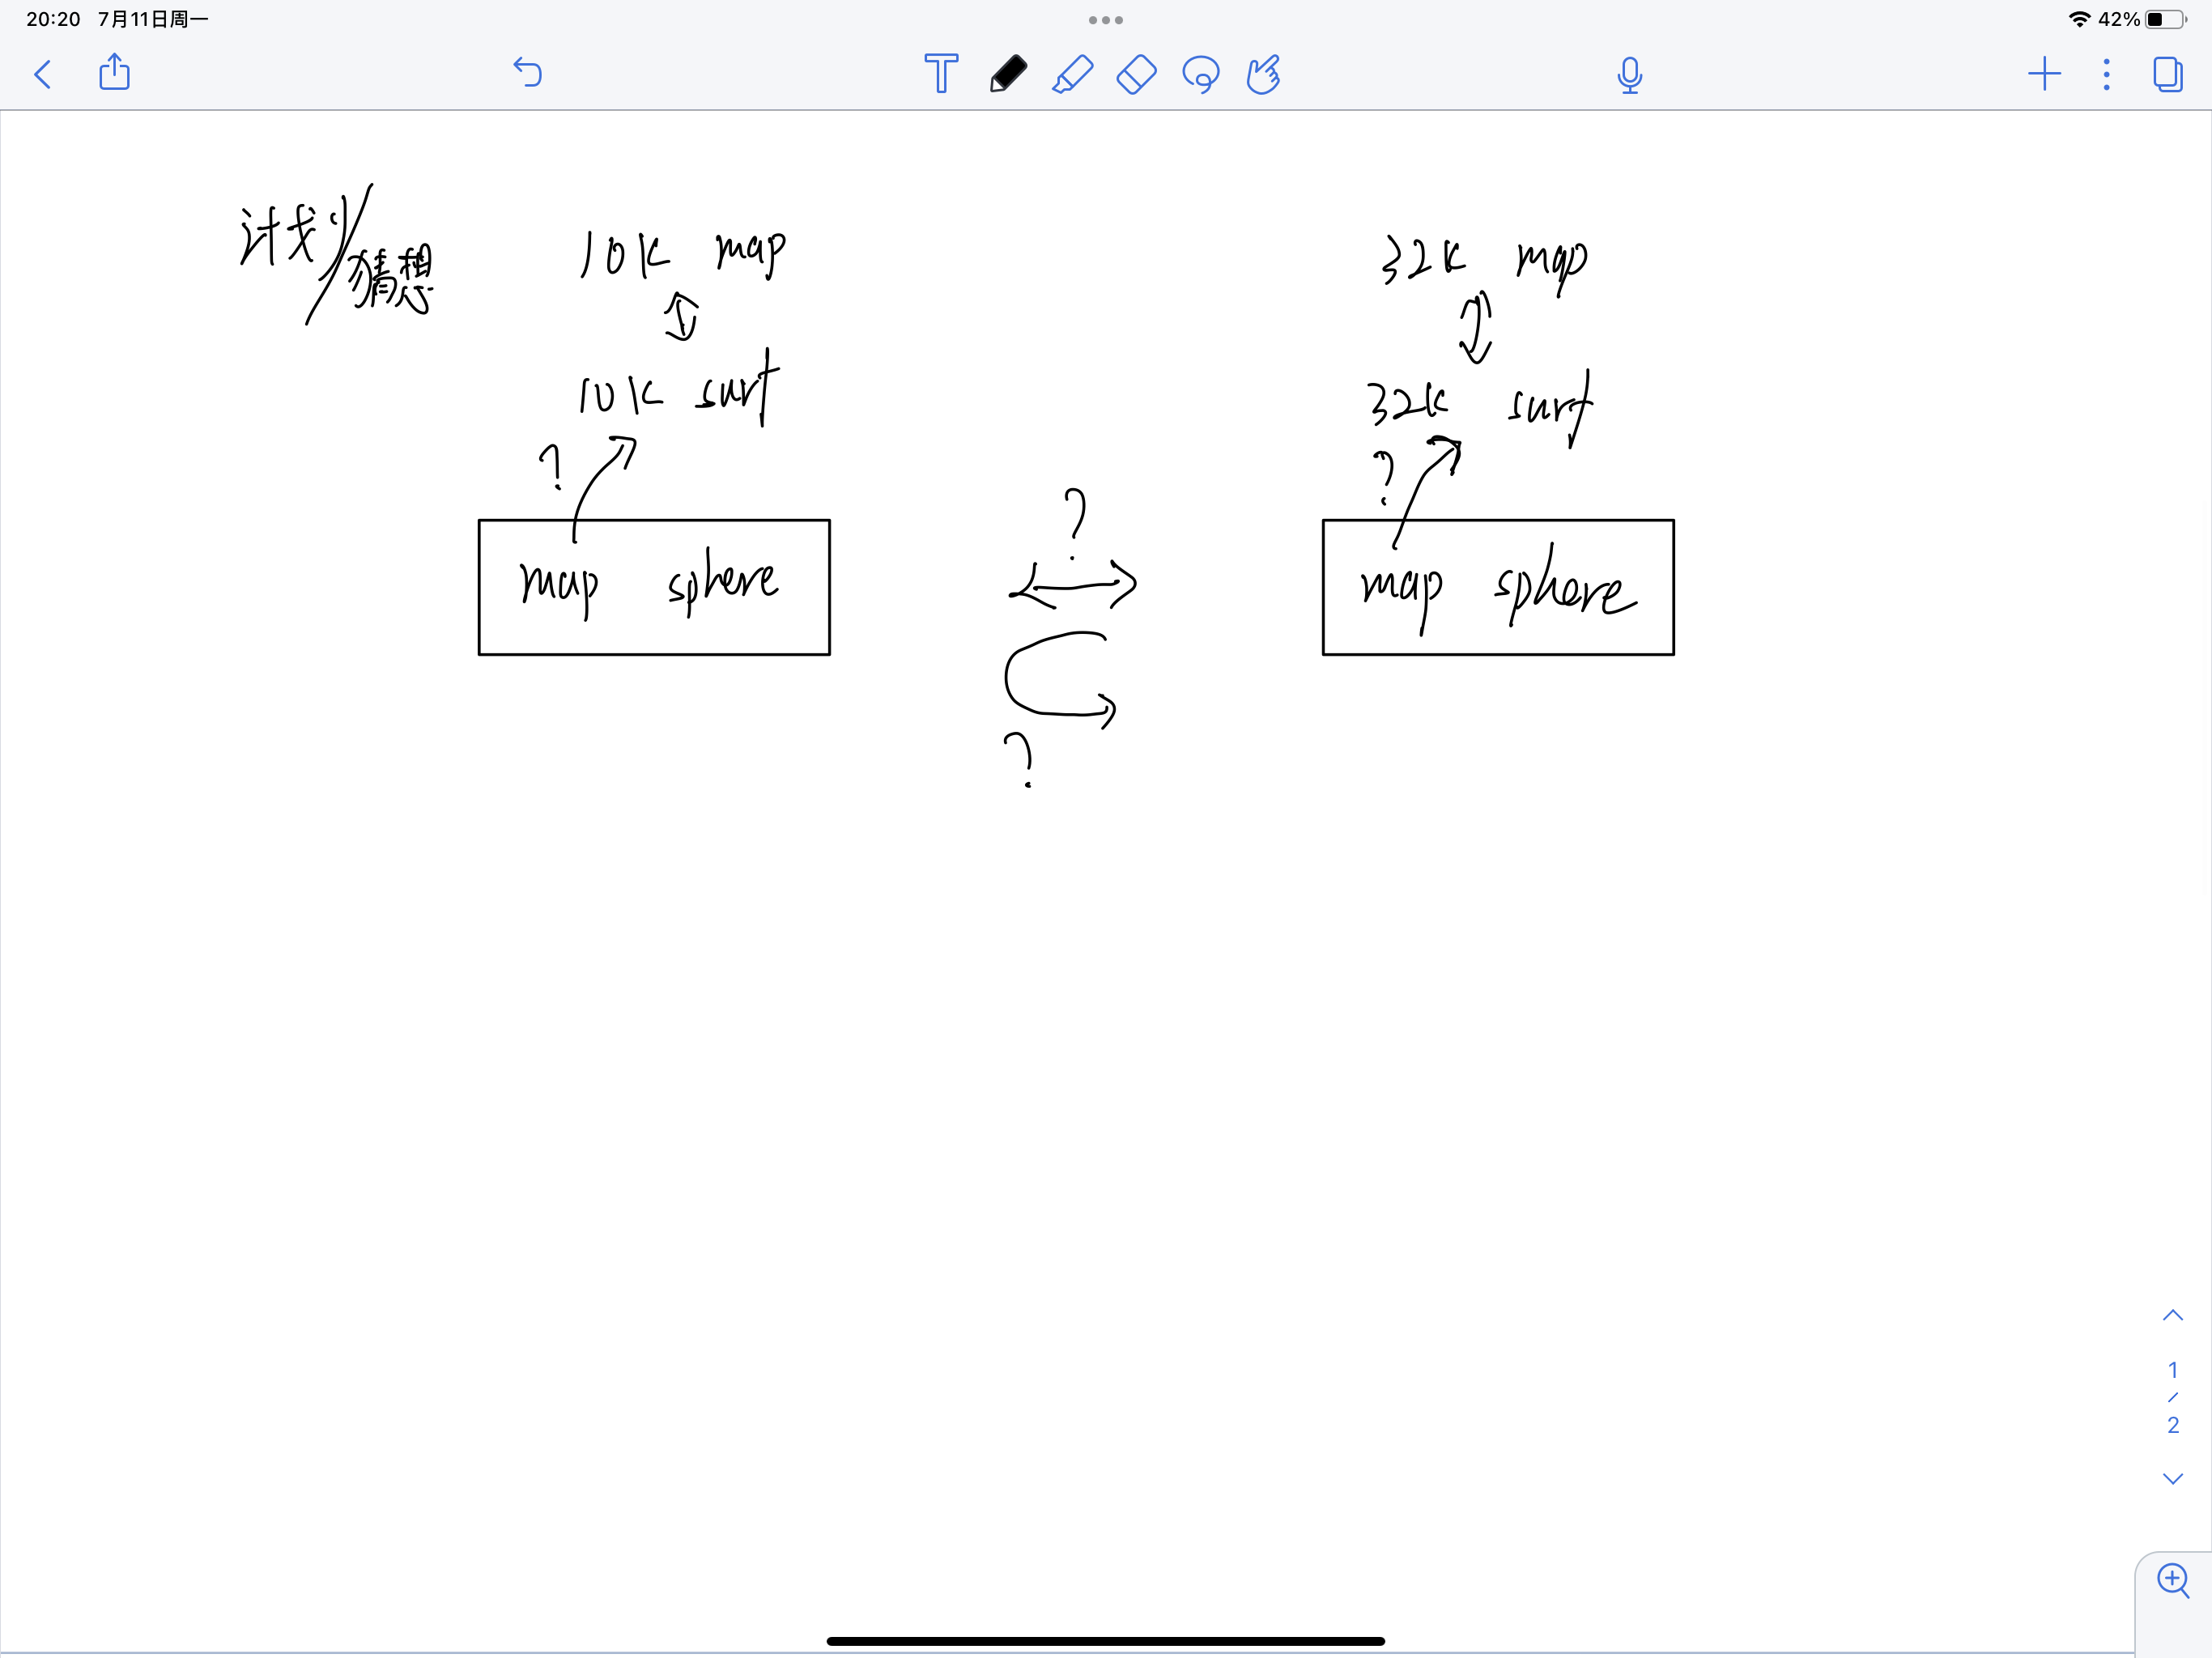 20:20 7月11日周一
42%
计划/猜想
10k map
32k map
10k surf
32k surf
?
?
?
map sphere
map sphere
?
1
/
2